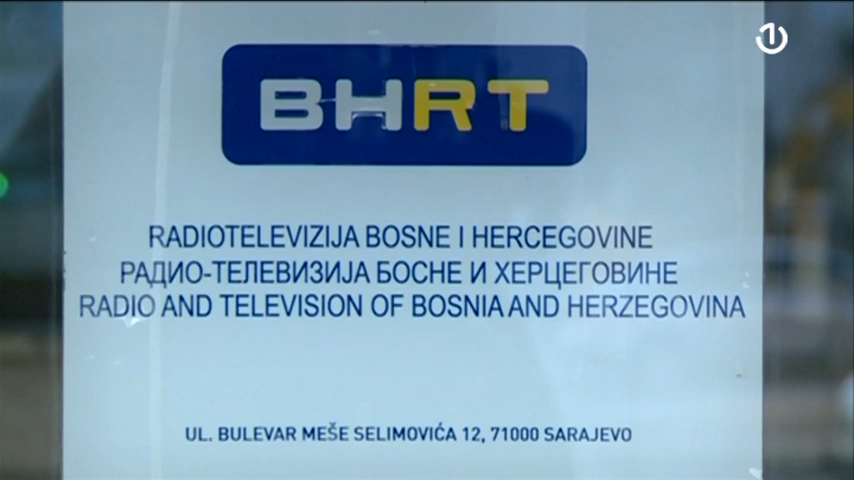 BHRT
RADIOTELEVIZIJA BOSNE I HERCEGOVINE
РАДИО-ТЕЛЕВИЗИЈА БОСНЕ И ХЕРЦЕГОВИНЕ
RADIO AND TELEVISION OF BOSNIA AND HERZEGOVINA
UL. BULEVAR MEŠE SELIMOVIĆA 12, 71000 SARAJEVO